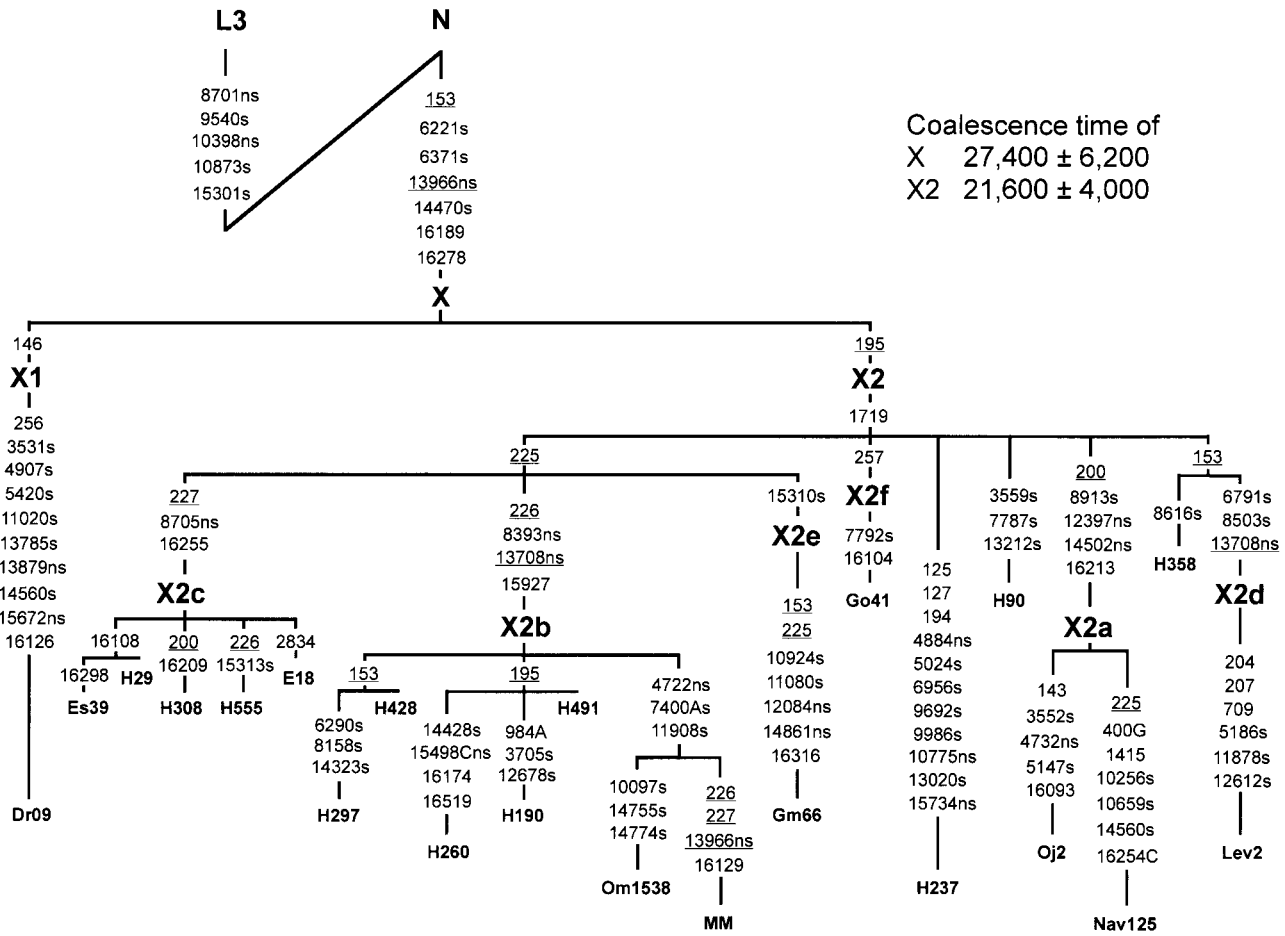 L3
N
8701ns
9540s
10398ns
10873s
15301s
153
6221s
6371s
13966ns
14470s
16189
16278
Coalescence time of
X 27,400 ± 6,200
X2 21,600 ± 4,000
X
146
X1
256
3531s
4907s
5420s
11020s
13785s
13879ns
14560s
15672ns
16126
Dr09
195
X2
1719
225
227
8705ns
16255
X2c
16108
16298
Es39
H29
200
16209
H308
226
15313s
H555
2834
E18
226
8393ns
13708ns
15927
X2b
153
6290s
8158s
14323s
H297
H428
195
14428s
15498Cns
16174
16519
H260
984A
3705s
12678s
H190
H491
4722ns
7400As
11908s
10097s
14755s
14774s
Om1538
226
227
13966ns
16129
MM
15310s
X2e
153
225
10924s
11080s
12084ns
14861ns
16316
Gm66
257
X2f
7792s
16104
Go41
125
127
194
4884ns
5024s
6956s
9692s
9986s
10775ns
13020s
15734ns
H237
3559s
7787s
13212s
H90
200
8913s
12397ns
14502ns
16213
X2a
143
3552s
4732ns
5147s
16093
Oj2
225
400G
1415
10256s
10659s
14560s
16254C
Nav125
153
8616s
H358
6791s
8503s
13708ns
X2d
204
207
709
5186s
11878s
12612s
Lev2